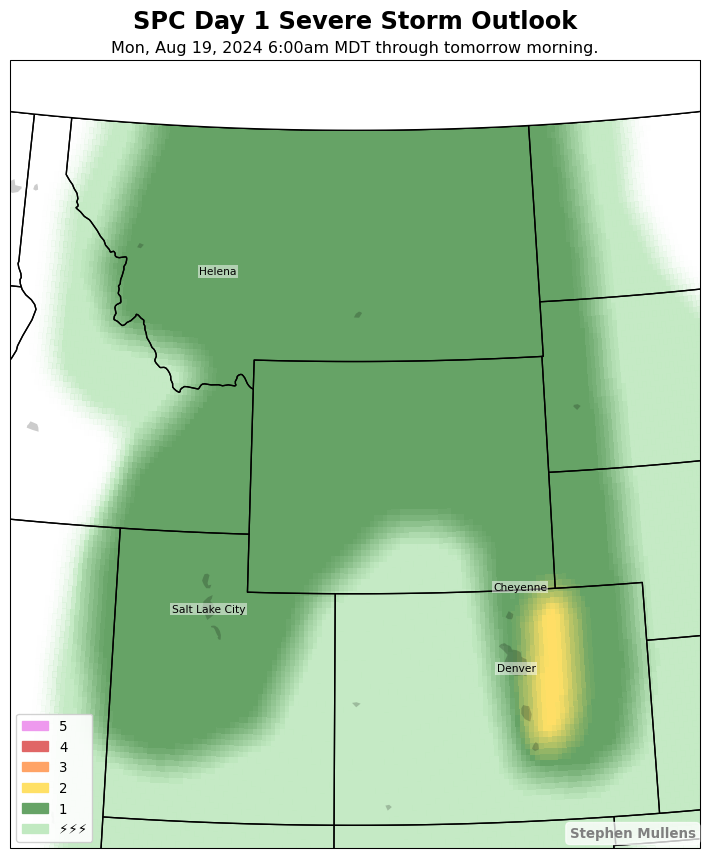 SPC Day 1 Severe Storm Outlook
Mon, Aug 19, 2024 6:00am MDT through tomorrow morning.
Helena
Cheyenne
Salt Lake City
Denver
5
4
3
2
1
⚡⚡⚡
Stephen Mullens